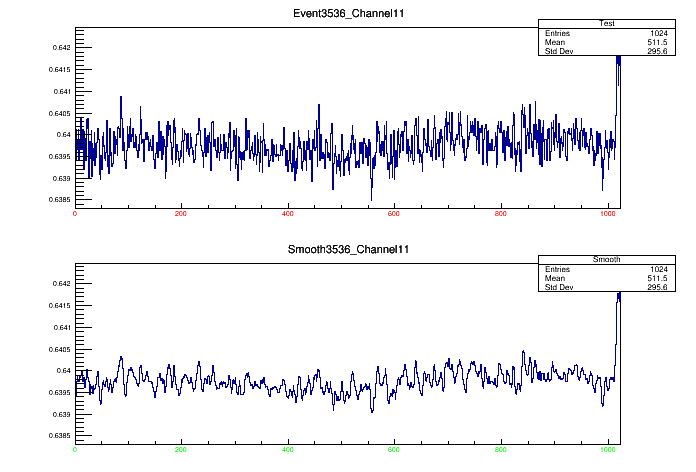 Event3536_Channel11
Test
Entries 1024
Mean 511.5
Std Dev 295.6
0.642
0.6415
0.641
0.6405
0.64
0.6395
0.639
0.6385
0 200 400 600 800 1000
Smooth3536_Channel11
Smooth
Entries 1024
Mean 511.5
Std Dev 295.6
0.642
0.6415
0.641
0.6405
0.64
0.6395
0.639
0.6385
0 200 400 600 800 1000